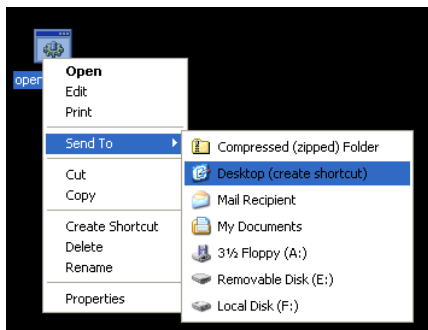 oper
Open
Edit
Print
Send To
Cut
Copy
Create Shortcut
Delete
Rename
Properties
Compressed (zipped) Folder
Desktop (create shortcut)
Mail Recipient
My Documents
3½ Floppy (A:)
Removable Disk (E:)
Local Disk (F:)